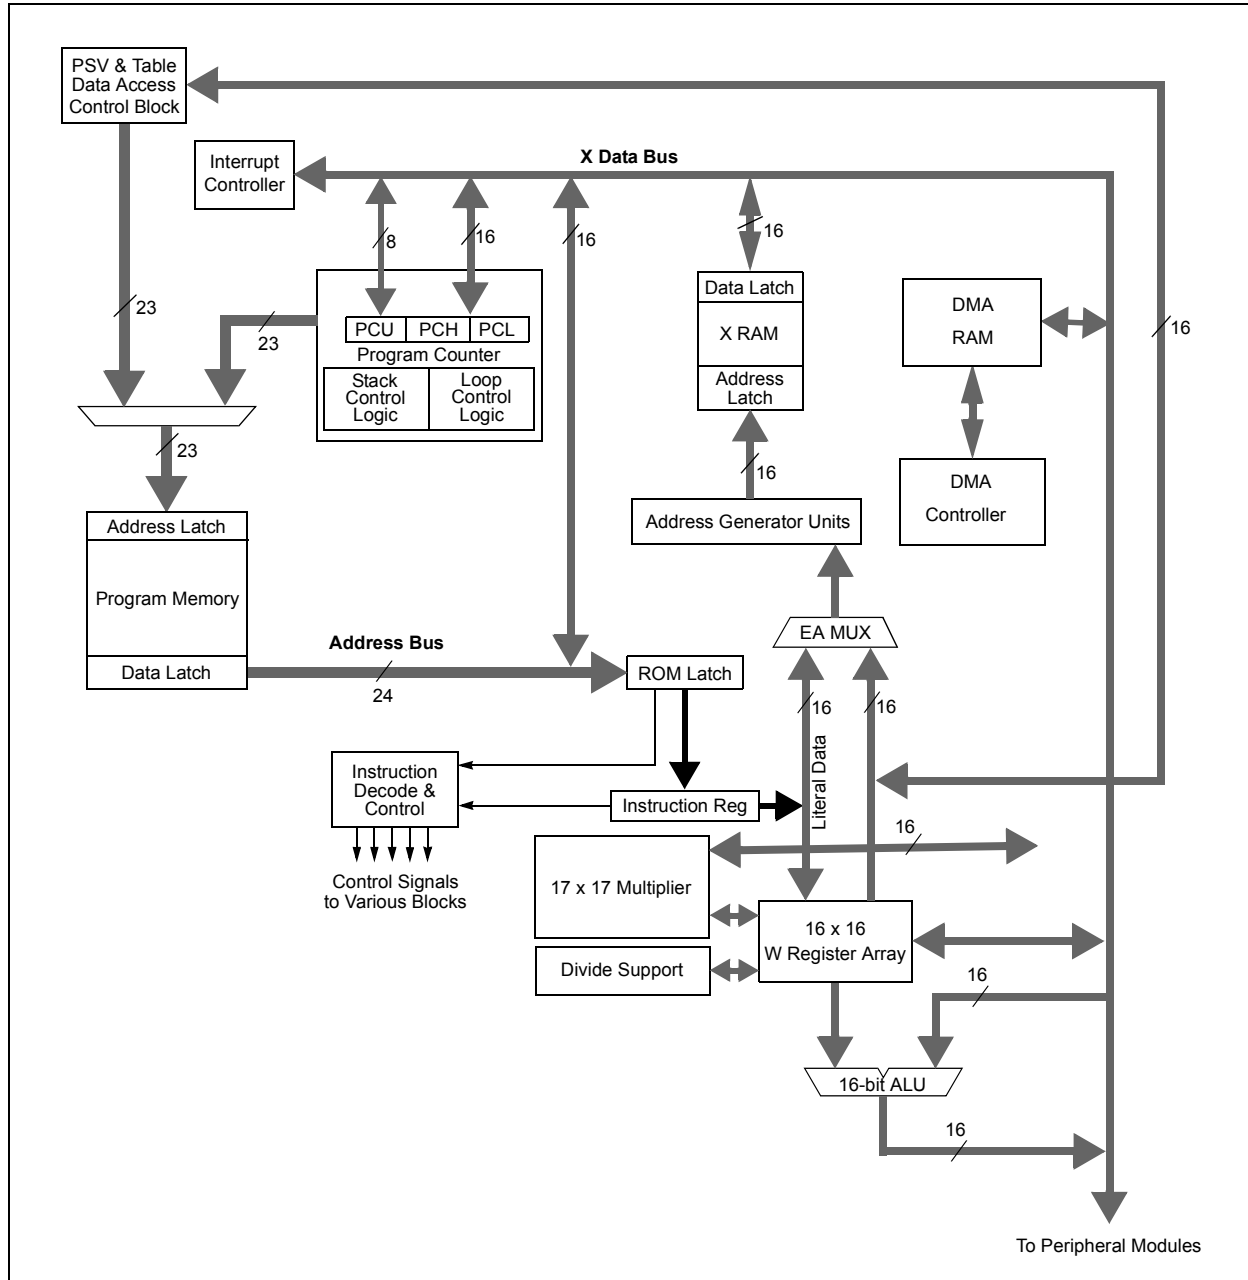 PSV & Table
Data Access
Control Block
Interrupt
Controller
X Data Bus
8
16
16
16
23
23
PCU
PCH
PCL
Program Counter
Stack
Control
Logic
Loop
Control
Logic
Data Latch
X RAM
Address
Latch
DMA
RAM
16
23
16
DMA
Controller
Address Latch
Program Memory
Data Latch
Address Generator Units
EA MUX
Address Bus
24
ROM Latch
16
16
Literal Data
Instruction
Decode &
Control
Instruction Reg
Control Signals
to Various Blocks
16
17 x 17 Multiplier
16 x 16
W Register Array
Divide Support
16
16-bit ALU
16
To Peripheral Modules